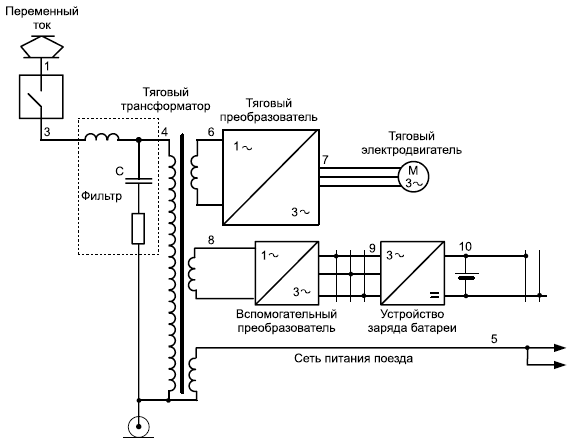 Переменный
ток
1
3
Тяговый
трансформатор
4
C
Фильтр
Тяговый
преобразователь
6
1~
3~
7
Тяговый
электродвигатель
M
3~
8
1~
3~
9
3~
=
10
Вспомогательный
преобразователь
Устройство
заряда батареи
5
Сеть питания поезда